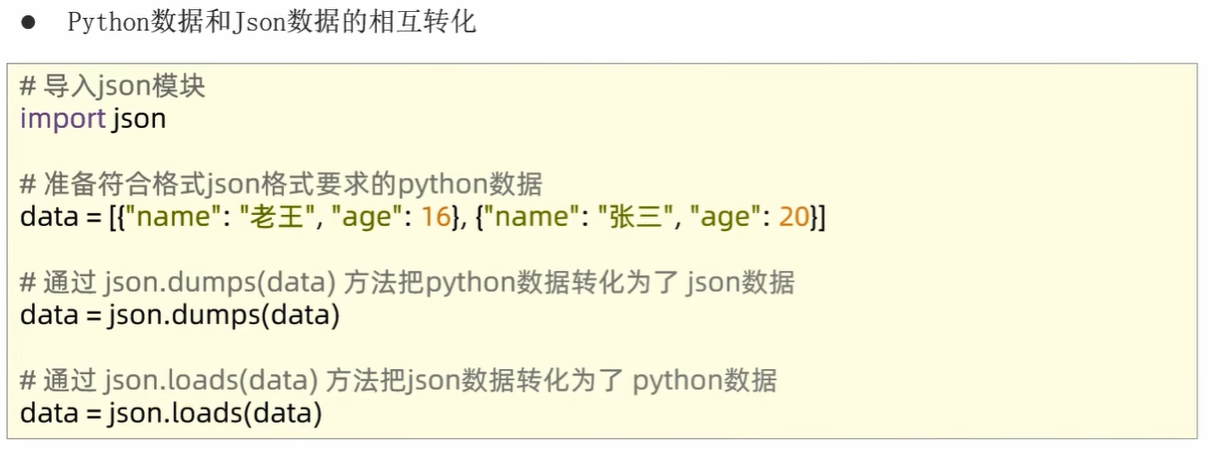 ● Python数据和Json数据的相互转化
# 导入json模块
import json
# 准备符合格式json格式要求的python数据
data = [{"name": "老王", "age": 16}, {"name": "张三", "age": 20}]
# 通过 json.dumps(data) 方法把python数据转化为了 json数据
data = json.dumps(data)
# 通过 json.loads(data) 方法把json数据转化为了 python数据
data = json.loads(data)